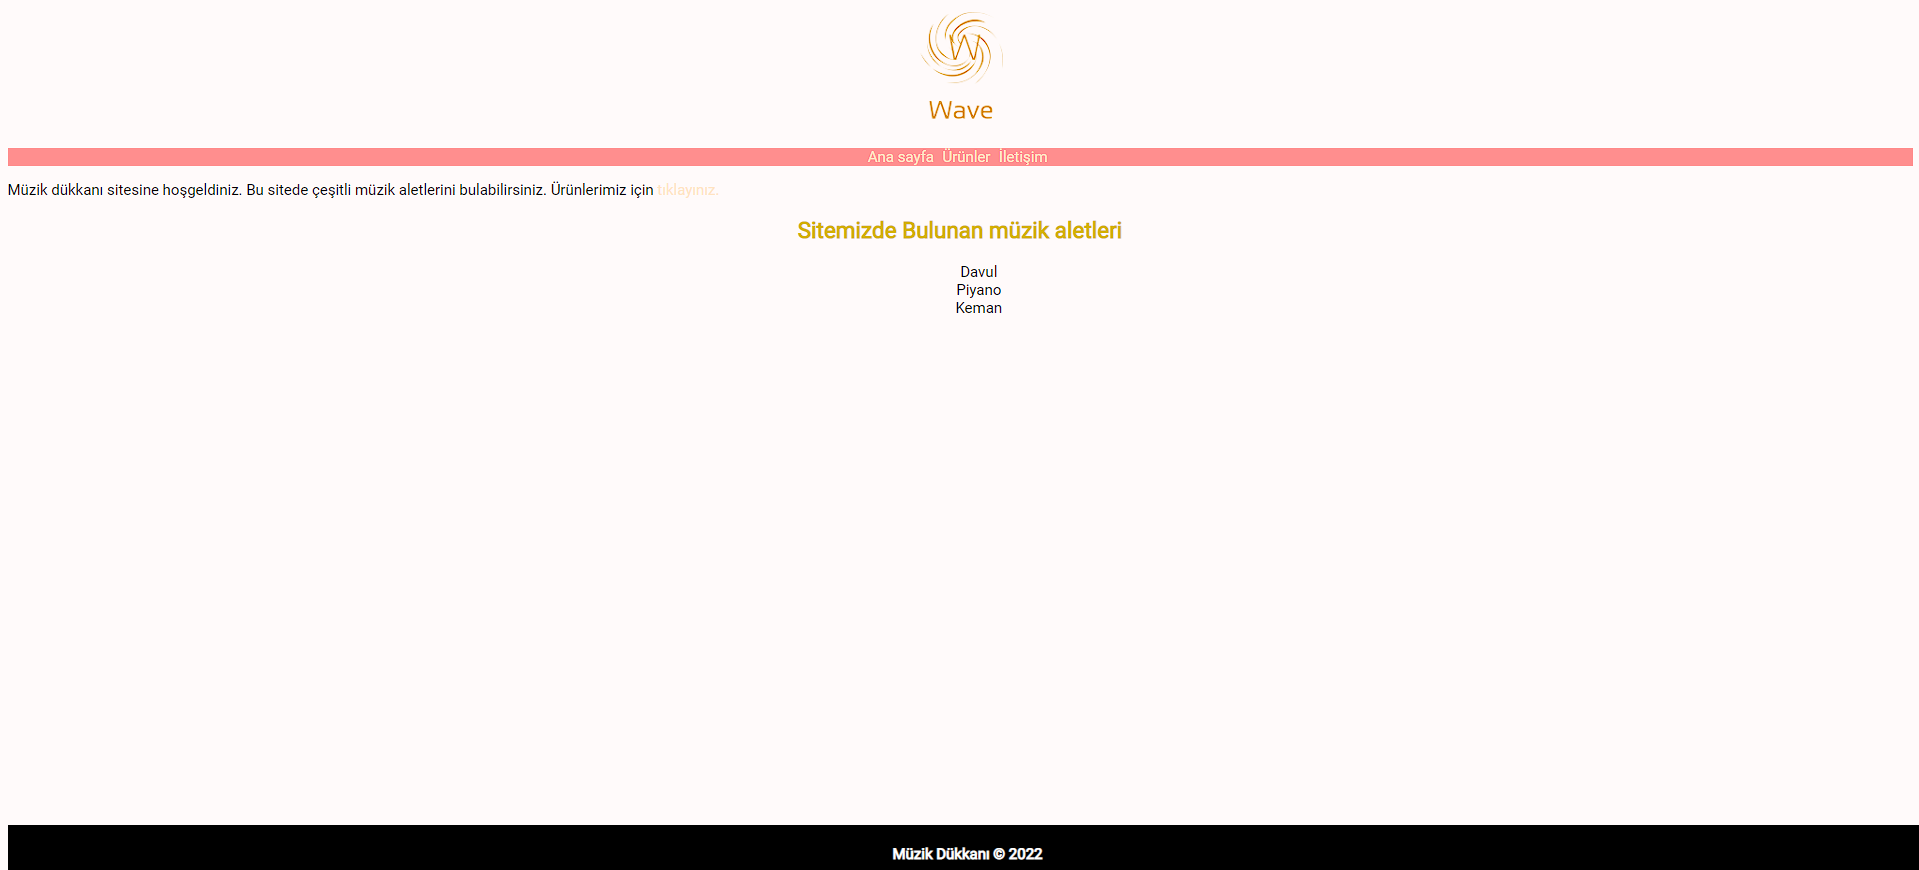 W
Wave
Ana sayfa Ürünler İletişim
Müzik dükkanı sitesine hoşgeldiniz. Bu sitede çeşitli müzik aletlerini bulabilirsiniz. Ürünlerimiz için tıklayınız.
Sitemizde Bulunan müzik aletleri
Davul
Piyano
Keman
Müzik Dükkanı © 2022